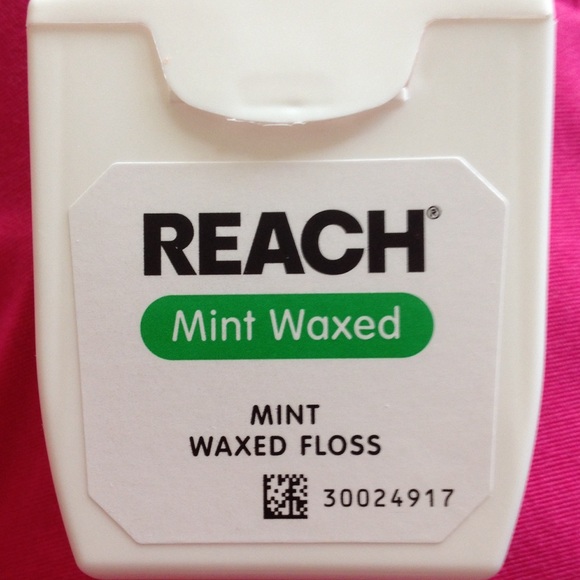 REACH®
Mint Waxed
MINT
WAXED FLOSS
30024917